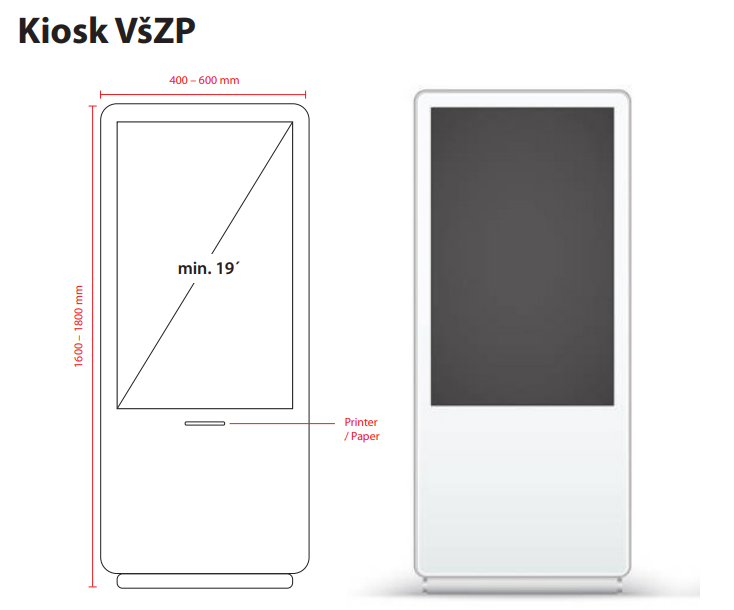 Kiosk VšZP
400 – 600 mm
min. 19´
1600 – 1800 mm
Printer
/ Paper